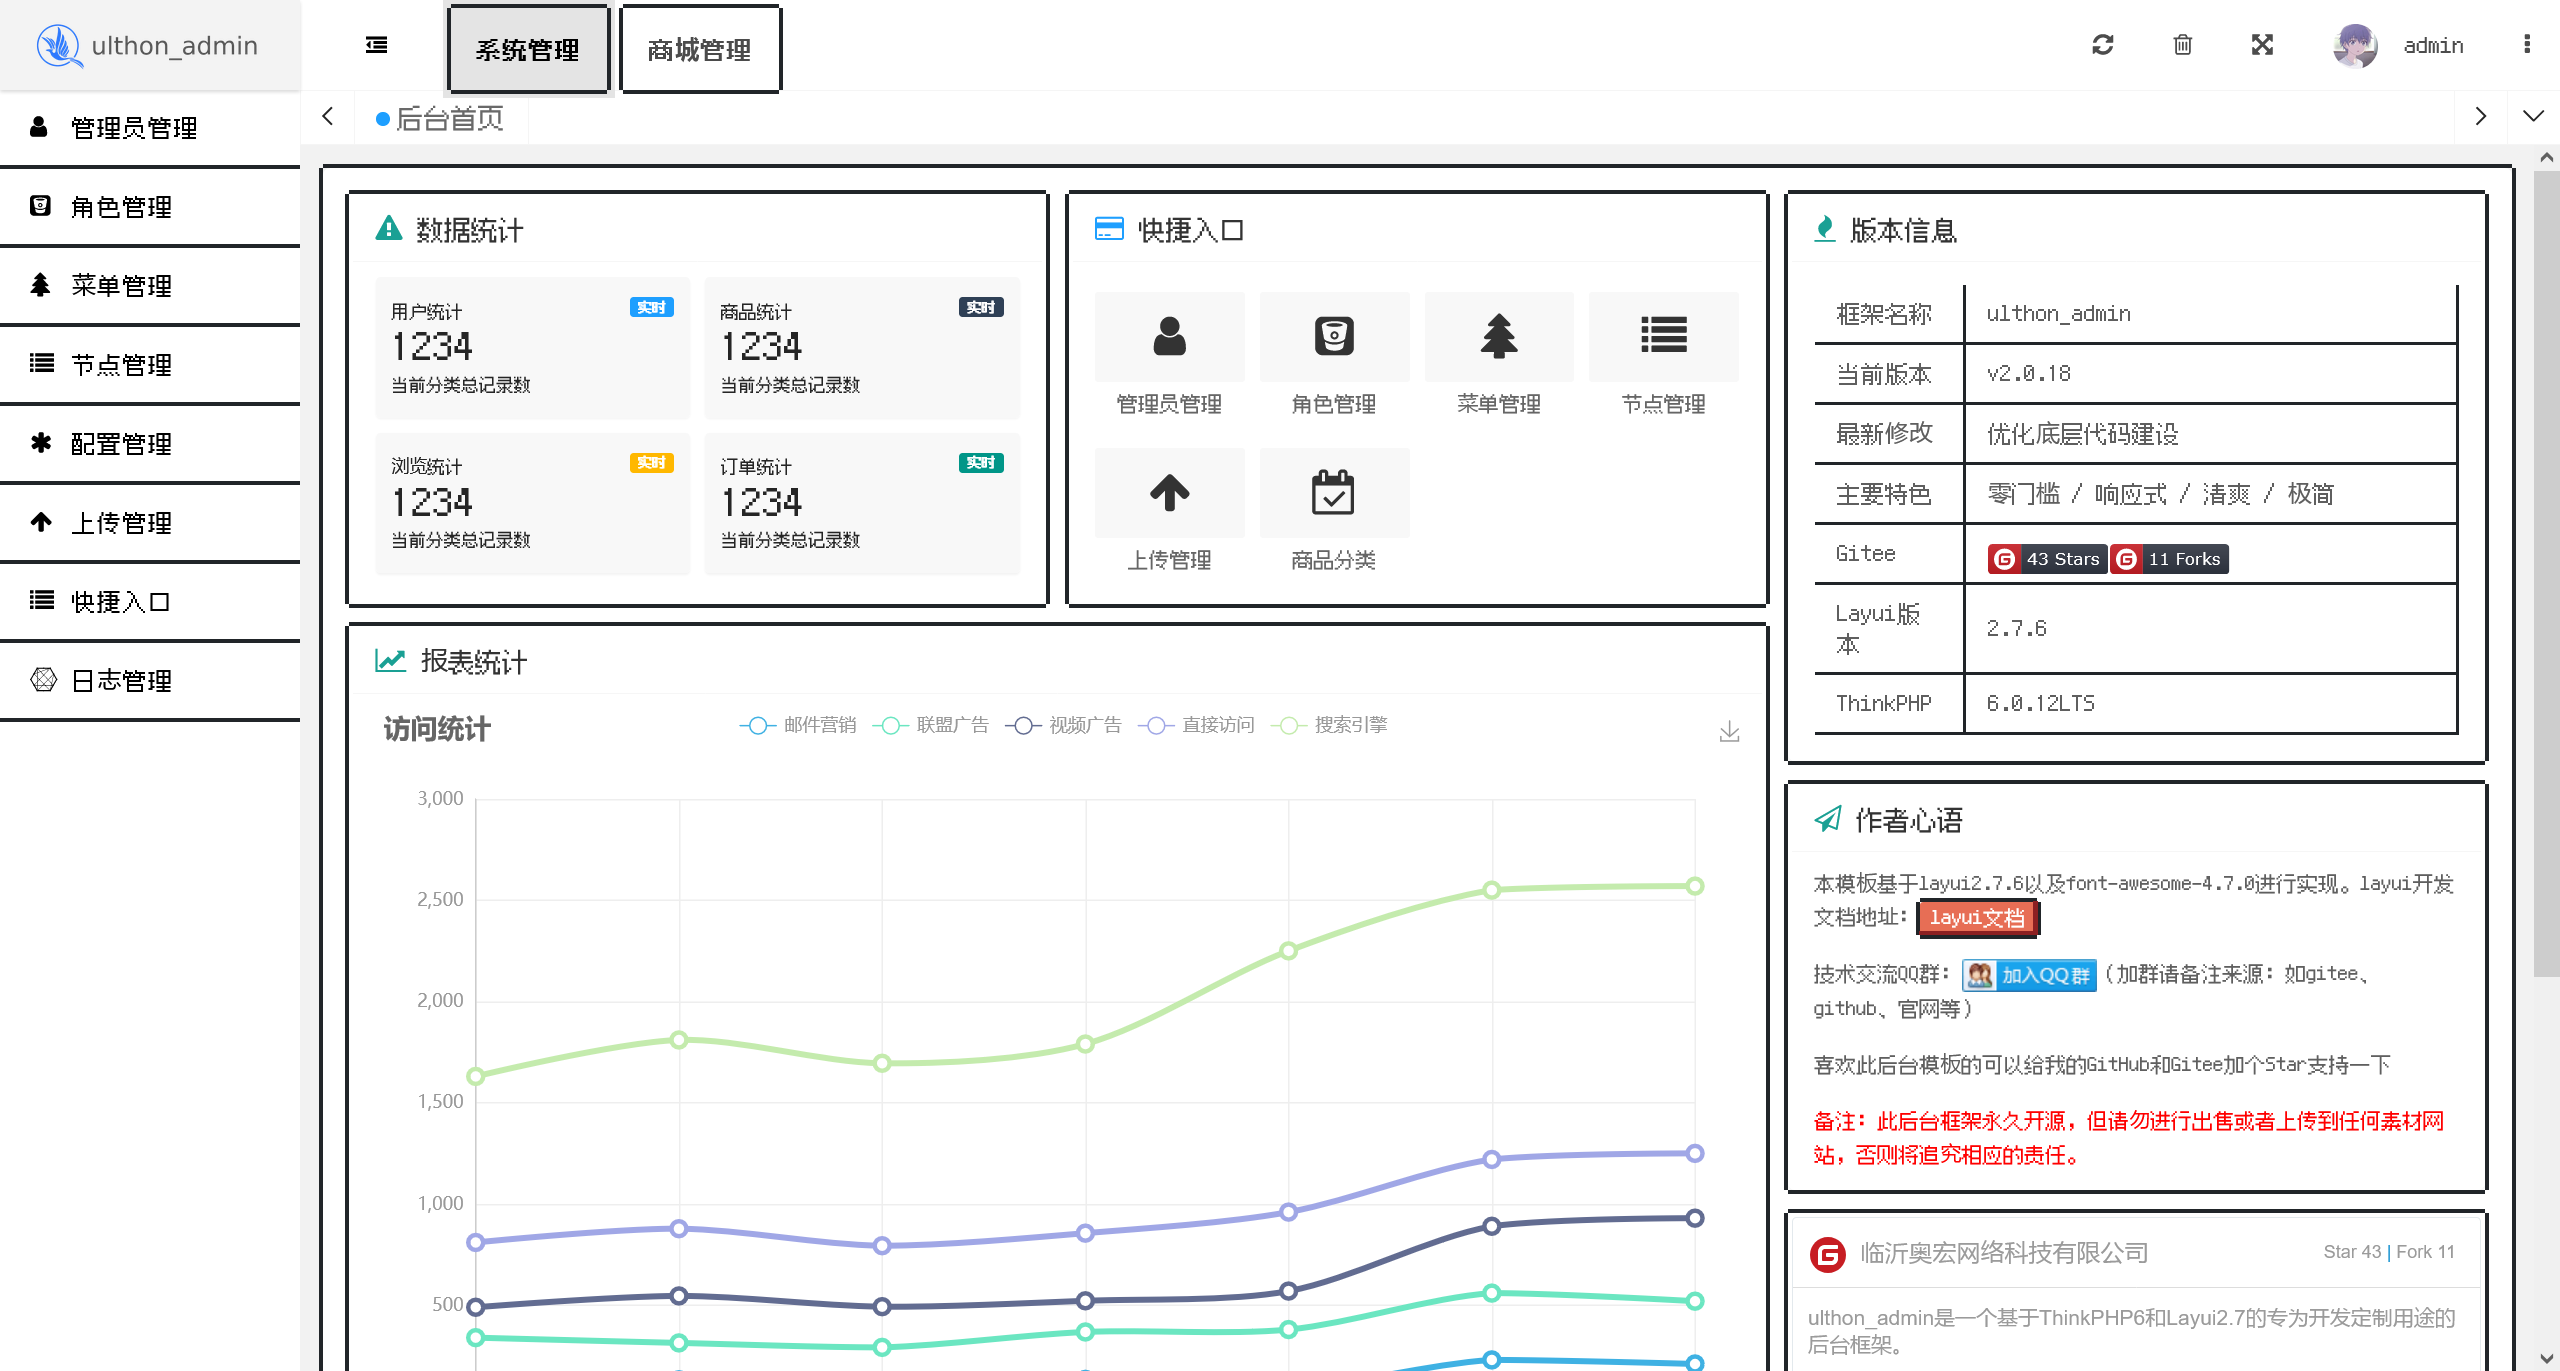 ulthon_admin
系统管理
商城管理
admin
管理员管理
角色管理
菜单管理
节点管理
配置管理
上传管理
快捷入口
日志管理
后台首页
数据统计
用户统计 实时
1234
当前分类总记录数
商品统计 实时
1234
当前分类总记录数
浏览统计 实时
1234
当前分类总记录数
订单统计 实时
1234
当前分类总记录数
快捷入口
管理员管理
角色管理
菜单管理
节点管理
上传管理
商品分类
报表统计
访问统计
邮件营销 联盟广告 视频广告 直接访问 搜索引擎
3,000
2,500
2,000
1,500
1,000
500
版本信息
框架名称 ulthon_admin
当前版本 v2.0.18
最新修改 优化底层代码建设
主要特色 零门槛 / 响应式 / 清爽 / 极简
Gitee 43 Stars 11 Forks
Layui版
本
2.7.6
ThinkPHP 6.0.12LTS
作者心语
本模板基于layui2.7.6以及font-awesome-4.7.0进行实现。layui开发
文档地址：layui文档
技术交流QQ群：加入QQ群（加群请备注来源：如gitee、
github、官网等）
喜欢此后台模板的可以给我的GitHub和Gitee加个Star支持一下
备注：此后台框架永久开源，但请勿进行出售或者上传到任何素材网
站，否则将追究相应的责任。
临沂奥宏网络科技有限公司 Star 43 | Fork 11
ulthon_admin是一个基于ThinkPHP6和Layui2.7的专为开发定制用途的
后台框架。